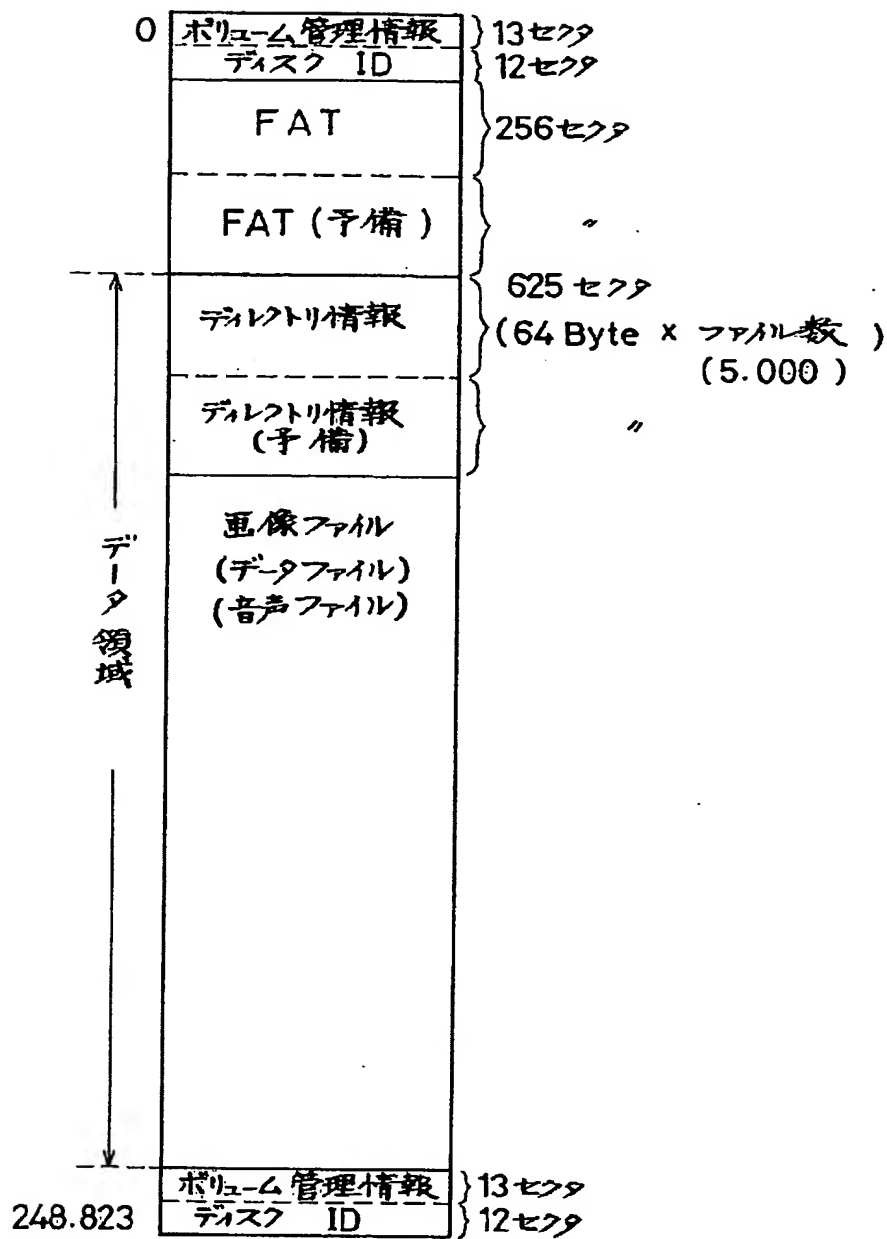 0
ボリューム管理情報
13セクタ
ディスク ID
12セクタ
FAT
256セクタ
FAT (予備)
〃
625セクタ
ディレクトリ情報
(64 Byte × ファイル数)
(5.000)
ディレクトリ情報
(予備)
〃
画像ファイル
(データファイル)
(音声ファイル)
データ領域
ボリューム管理情報
13セクタ
248.823
ディスク ID
12セクタ